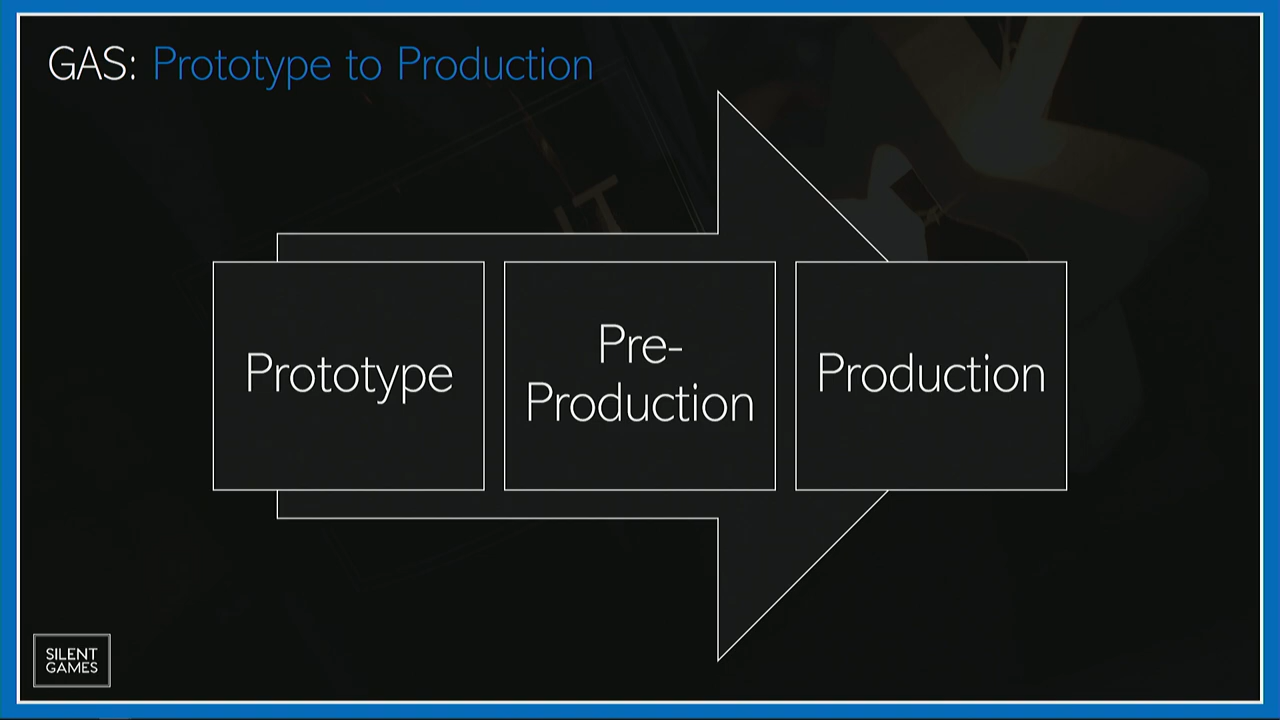 GAS: Prototype to Production
Prototype
Pre-
Production
Production
SILENT
GAMES